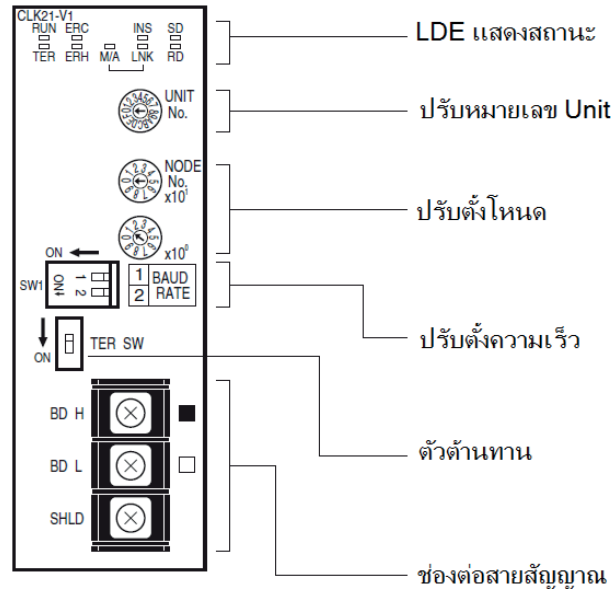 CLK21-V1
RUN ERC INS SD
TER ERH M/A LNK RD
LDE แสดงสถานะ
UNIT
No.
ปรับหมายเลข Unit
NODE
No.
x10¹
ปรับตั้งโหนด
x10⁰
ON
SW1
ON
1
2
1 BAUD
2 RATE
ปรับตั้งความเร็ว
ON
TER SW
BD H
ตัวต้านทาน
BD L
SHLD
ช่องต่อสายสัญญาณ